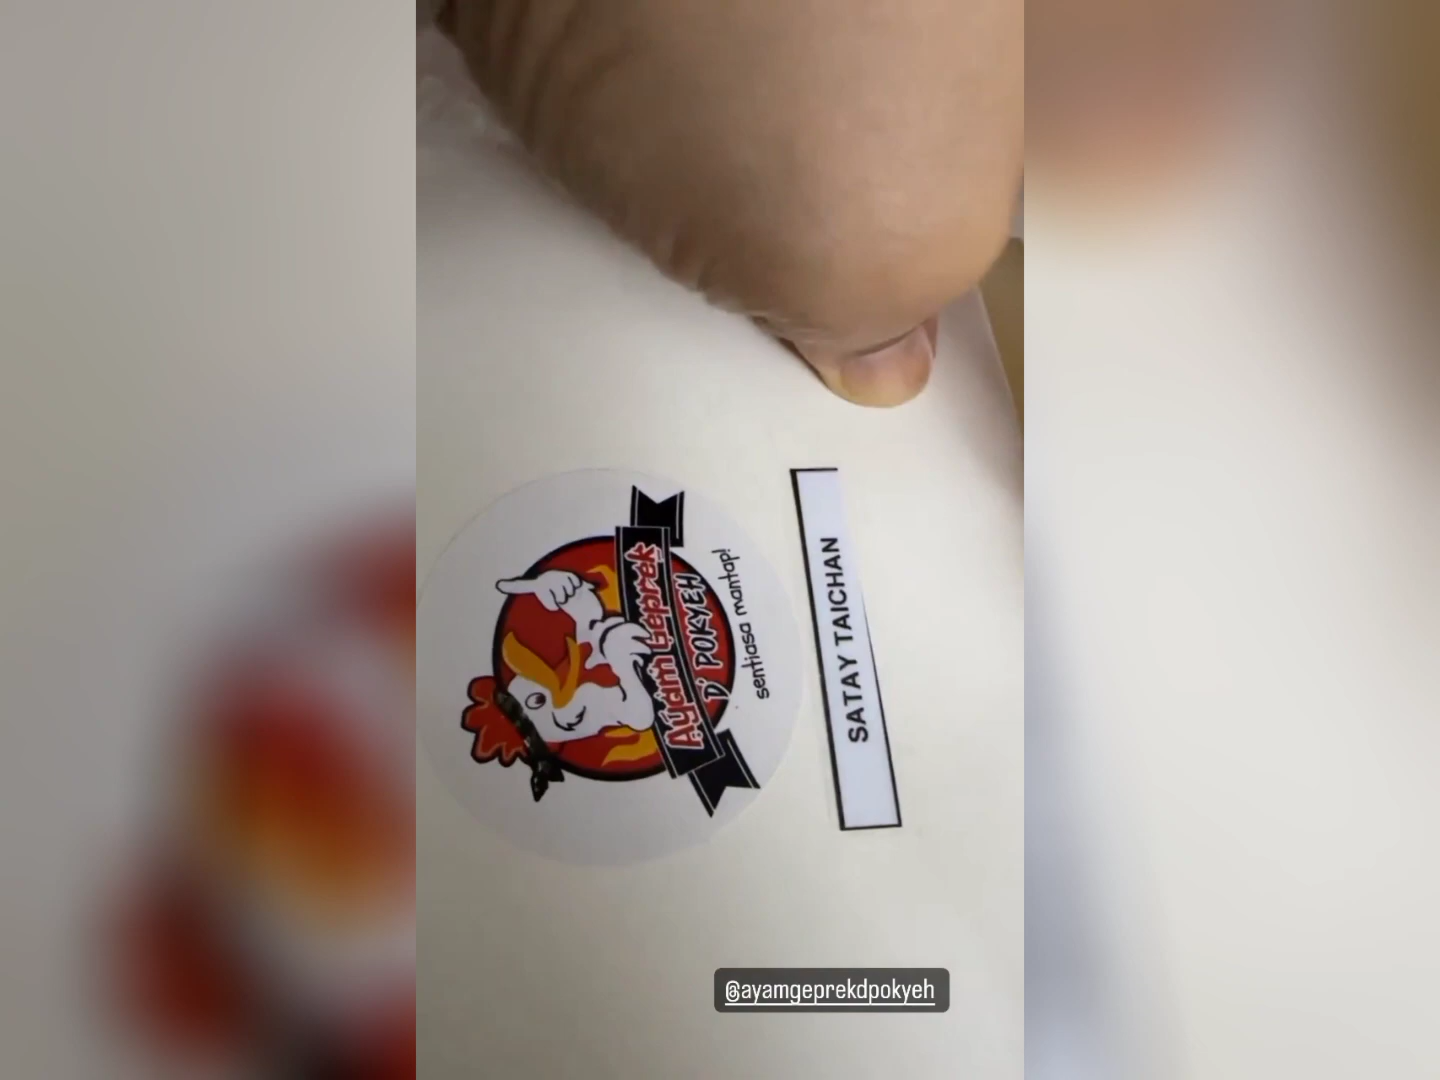 Ayam Geprek
D' POKYEH
sentiasa mantap!
SATAY TAICHAN
@ayamgeprekdpokyeh